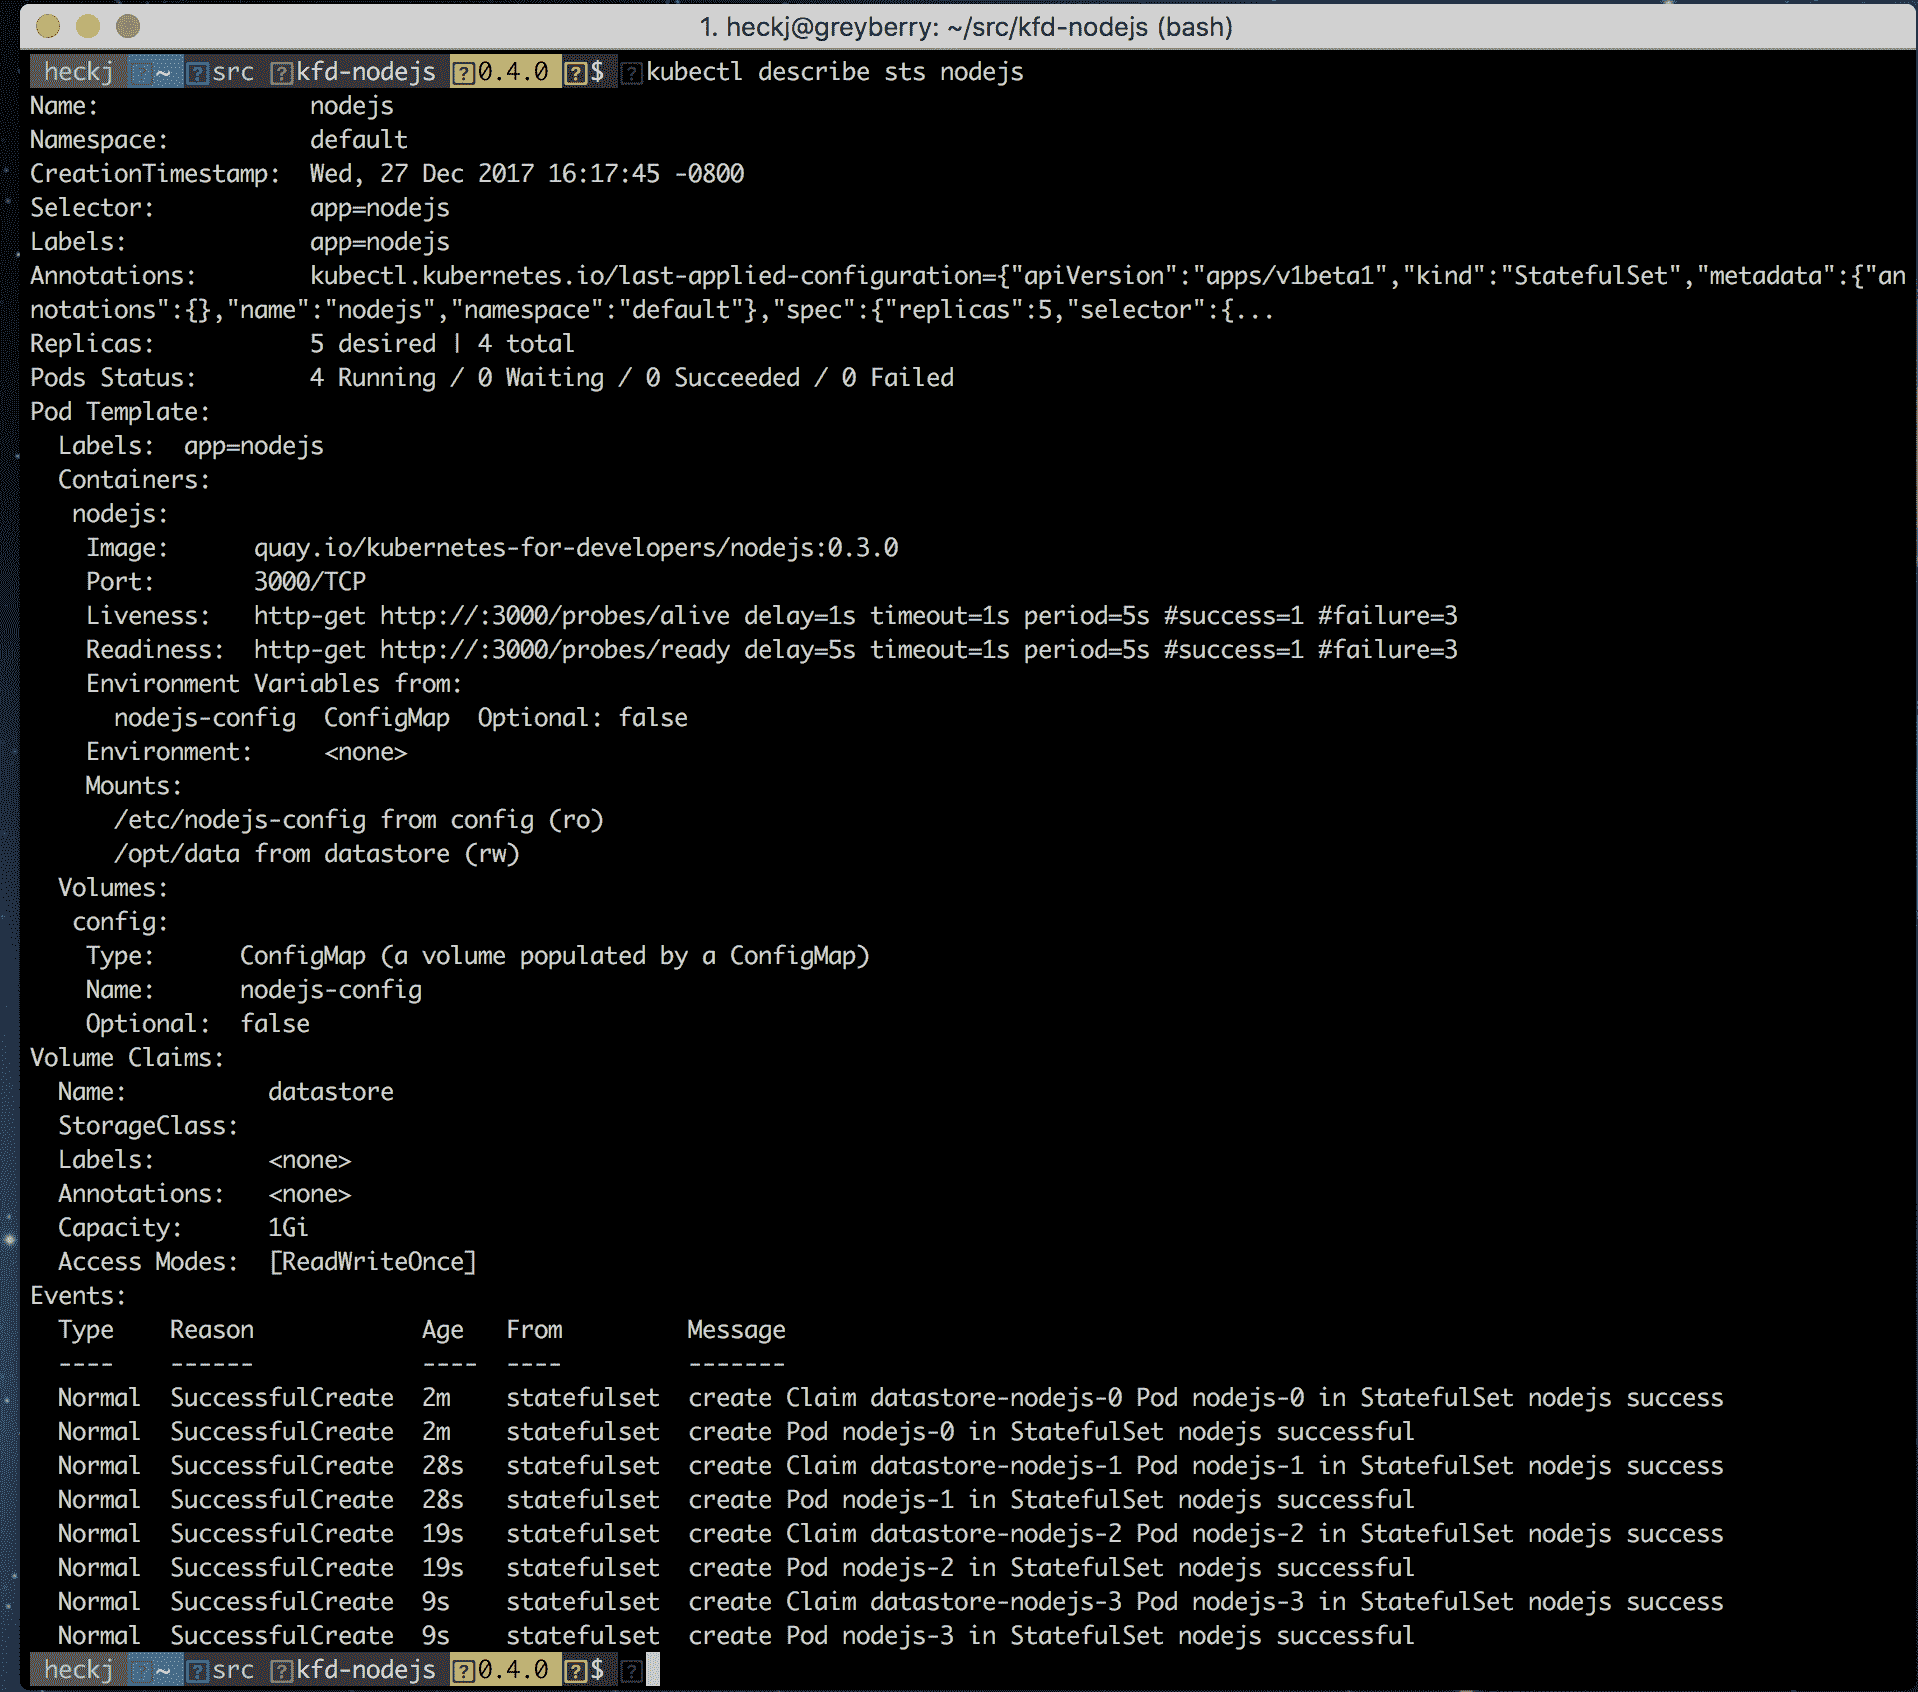 1. heckj@greyberry: ~/src/kfd-nodejs (bash)
heckj ~ ? src ? kfd-nodejs ? 0.4.0 ? $ ? kubectl describe sts nodejs
Name: nodejs
Namespace: default
CreationTimestamp: Wed, 27 Dec 2017 16:17:45 -0800
Selector: app=nodejs
Labels: app=nodejs
Annotations: kubectl.kubernetes.io/last-applied-configuration={"apiVersion":"apps/v1beta1","kind":"StatefulSet","metadata":{"an
notations":{},"name":"nodejs","namespace":"default"},"spec":{"replicas":5,"selector":{...
Replicas: 5 desired | 4 total
Pods Status: 4 Running / 0 Waiting / 0 Succeeded / 0 Failed
Pod Template:
Labels: app=nodejs
Containers:
nodejs:
Image: quay.io/kubernetes-for-developers/nodejs:0.3.0
Port: 3000/TCP
Liveness: http-get http://:3000/probes/alive delay=1s timeout=1s period=5s #success=1 #failure=3
Readiness: http-get http://:3000/probes/ready delay=5s timeout=1s period=5s #success=1 #failure=3
Environment Variables from:
nodejs-config ConfigMap Optional: false
Environment: <none>
Mounts:
/etc/nodejs-config from config (ro)
/opt/data from datastore (rw)
Volumes:
config:
Type: ConfigMap (a volume populated by a ConfigMap)
Name: nodejs-config
Optional: false
Volume Claims:
Name: datastore
StorageClass:
Labels: <none>
Annotations: <none>
Capacity: 1Gi
Access Modes: [ReadWriteOnce]
Events:
Type Reason Age From Message
---- ------ ---- ---- -------
Normal SuccessfulCreate 2m statefulset create Claim datastore-nodejs-0 Pod nodejs-0 in StatefulSet nodejs success
Normal SuccessfulCreate 2m statefulset create Pod nodejs-0 in StatefulSet nodejs successful
Normal SuccessfulCreate 28s statefulset create Claim datastore-nodejs-1 Pod nodejs-1 in StatefulSet nodejs success
Normal SuccessfulCreate 28s statefulset create Pod nodejs-1 in StatefulSet nodejs successful
Normal SuccessfulCreate 19s statefulset create Claim datastore-nodejs-2 Pod nodejs-2 in StatefulSet nodejs success
Normal SuccessfulCreate 19s statefulset create Pod nodejs-2 in StatefulSet nodejs successful
Normal SuccessfulCreate 9s statefulset create Claim datastore-nodejs-3 Pod nodejs-3 in StatefulSet nodejs success
Normal SuccessfulCreate 9s statefulset create Pod nodejs-3 in StatefulSet nodejs successful
heckj ~ ? src ? kfd-nodejs ? 0.4.0 ? $ ?